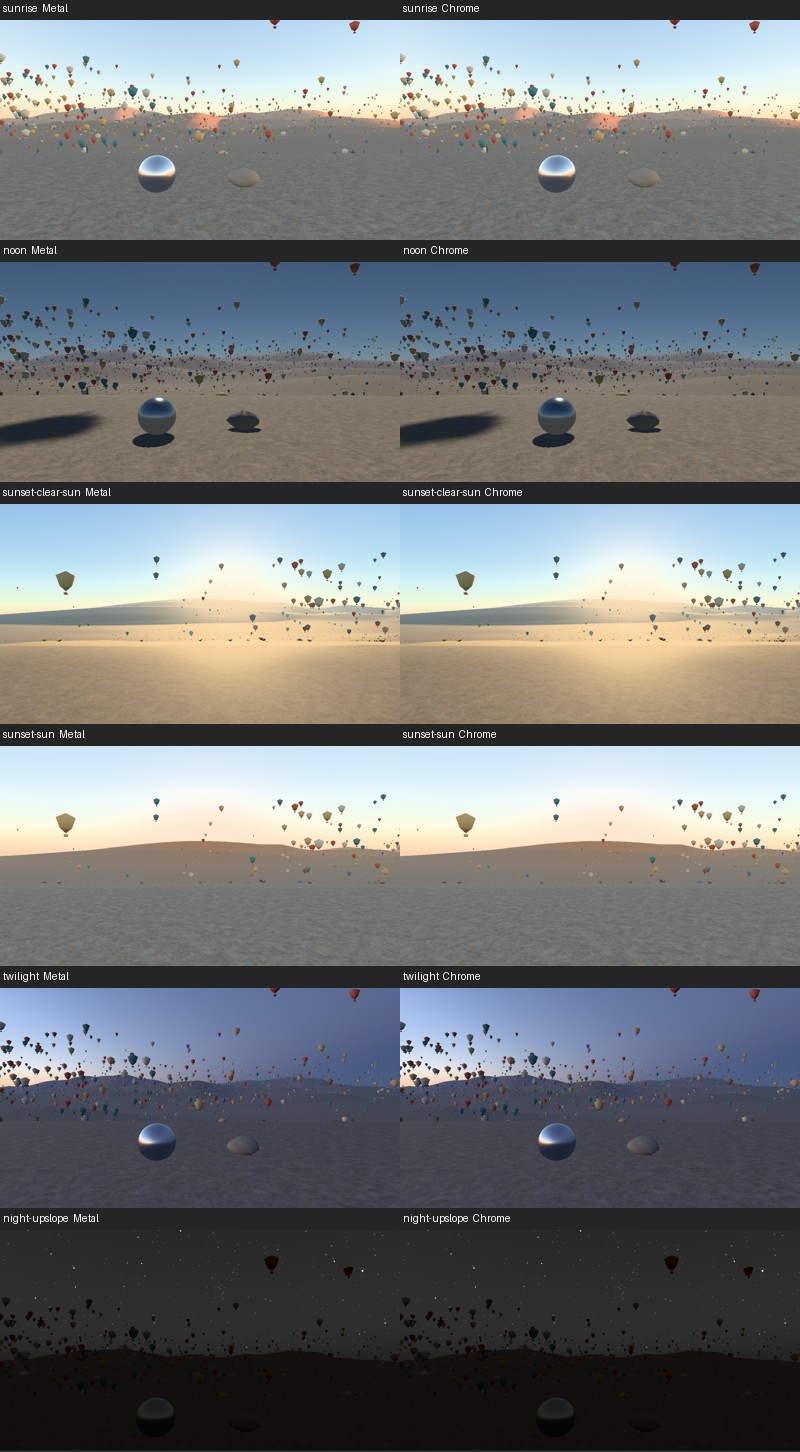 sunrise Metal
sunrise Chrome
noon Metal
noon Chrome
sunset-clear-sun Metal
sunset-clear-sun Chrome
sunset-sun Metal
sunset-sun Chrome
twilight Metal
twilight Chrome
night-upslope Metal
night-upslope Chrome